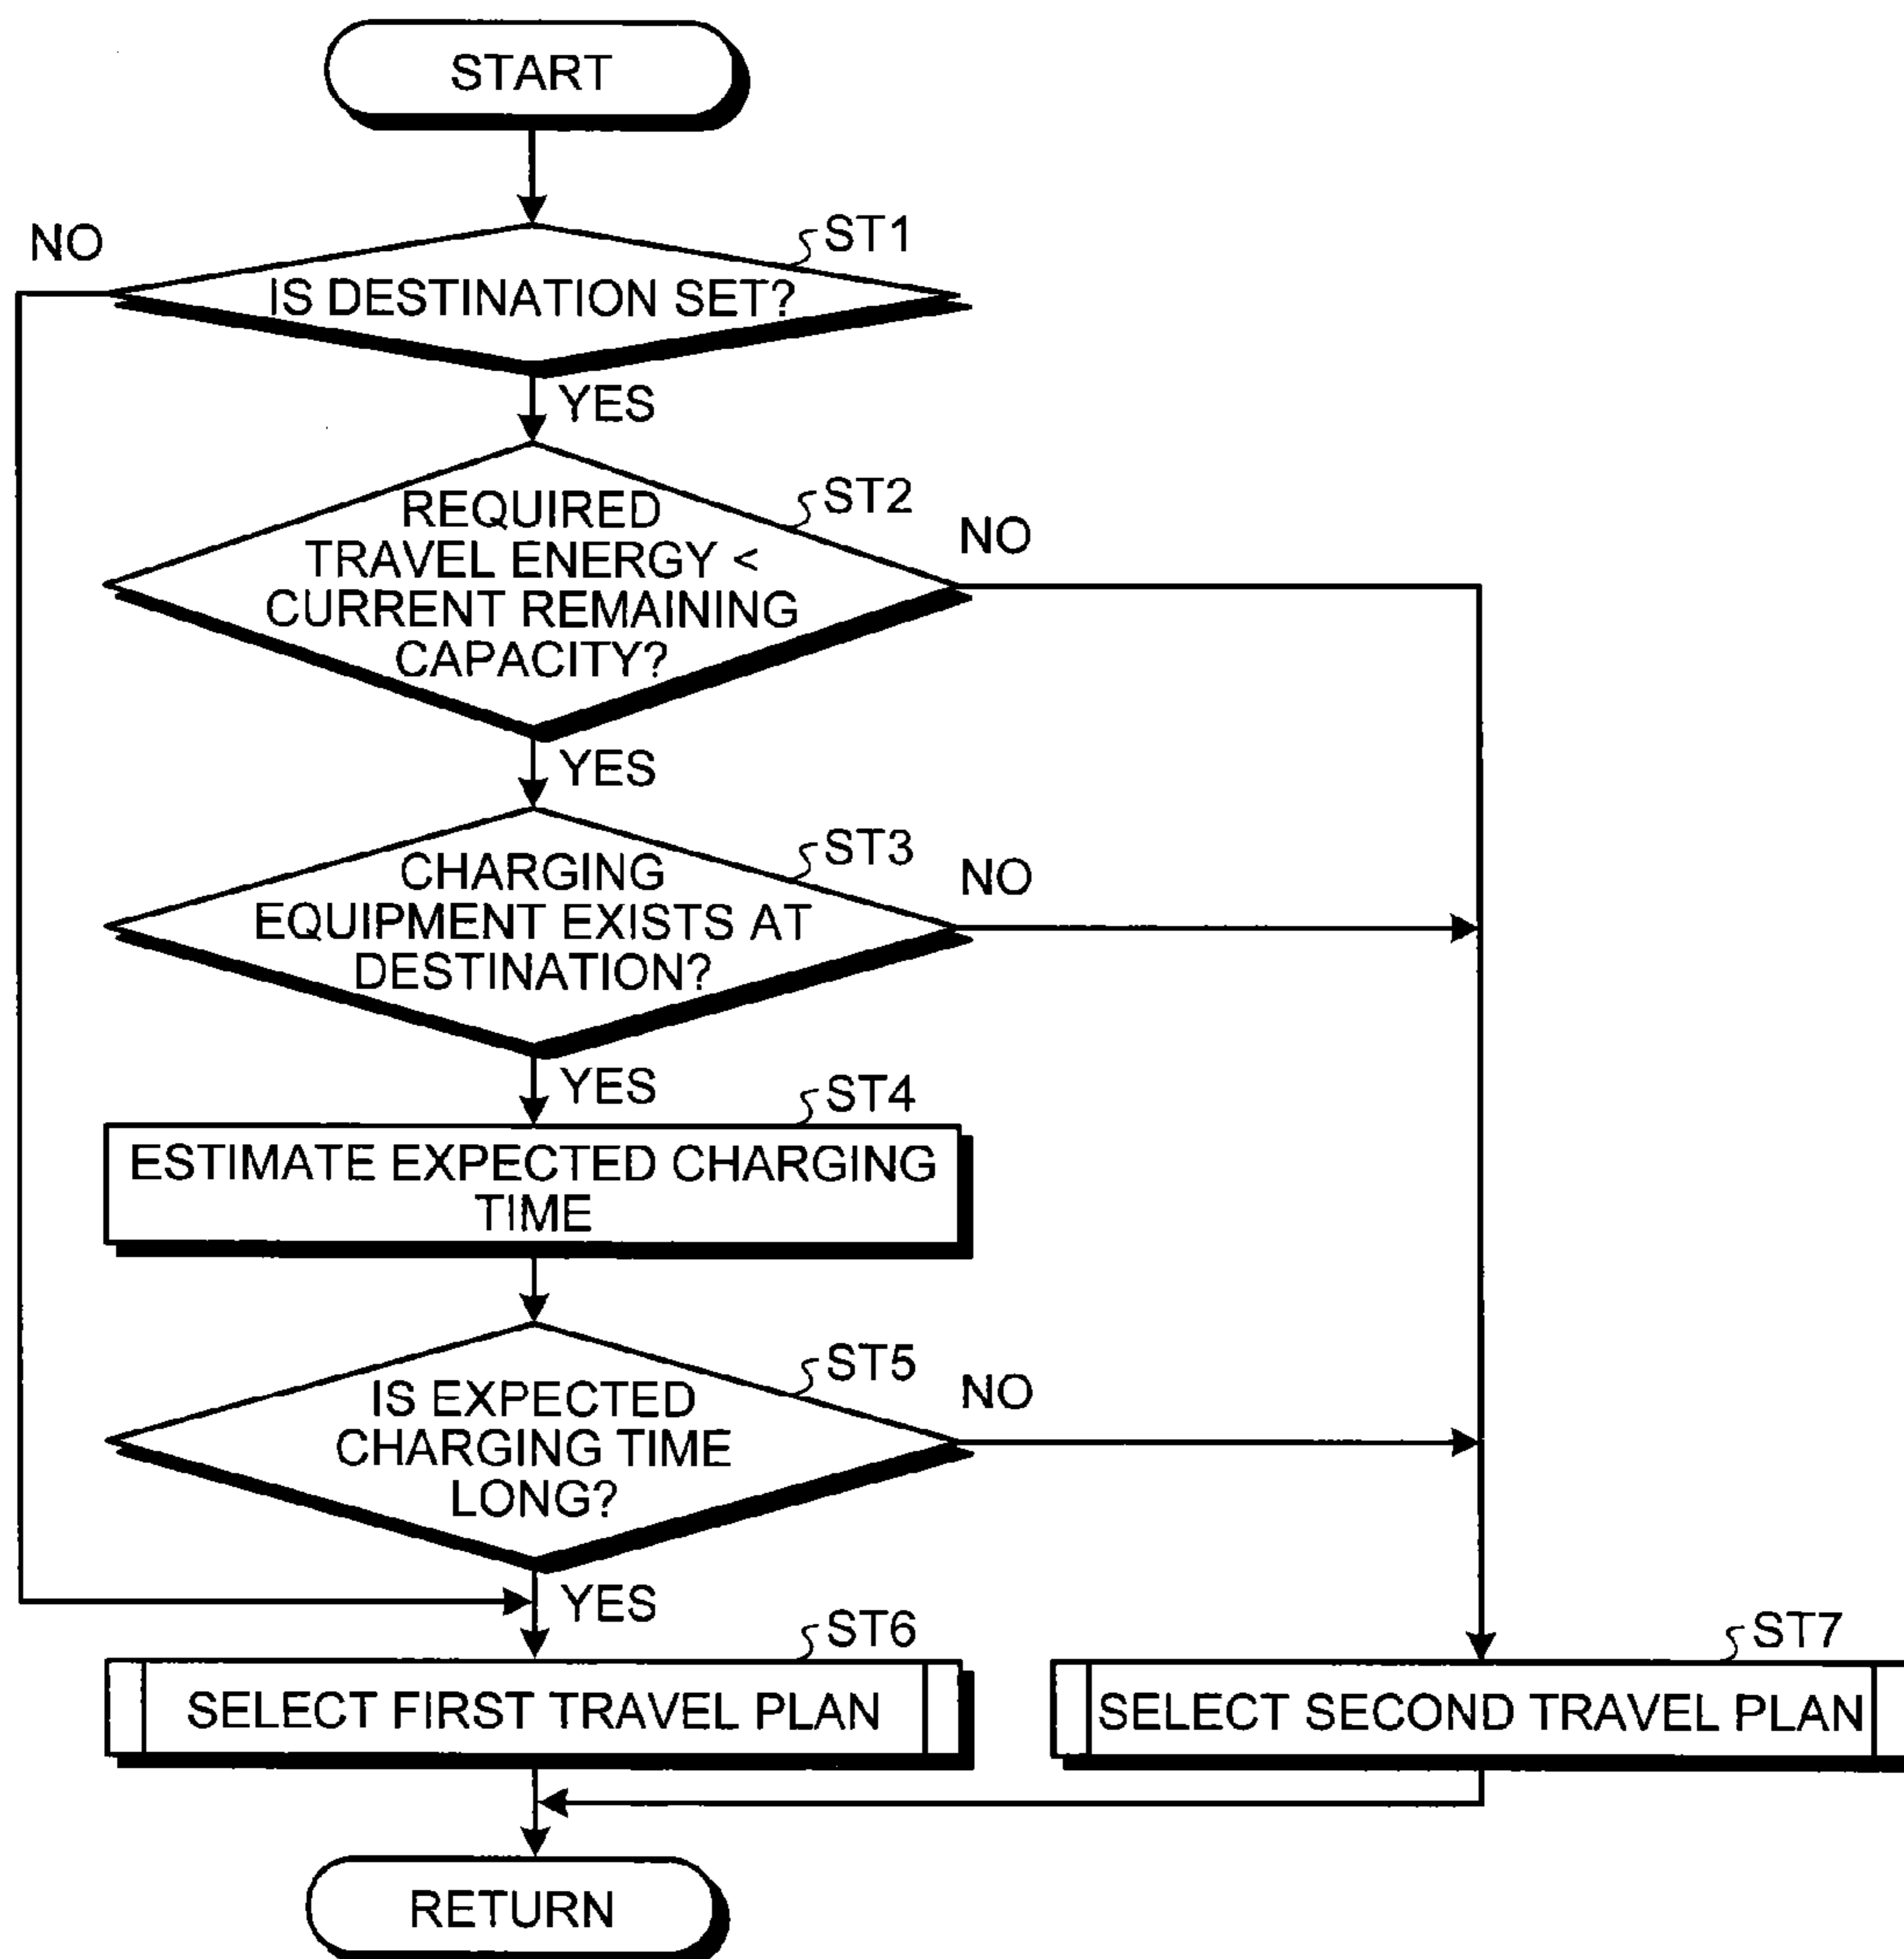 START
NO
ST1
IS DESTINATION SET?
YES
ST2
REQUIRED
TRAVEL ENERGY <
CURRENT REMAINING
CAPACITY?
NO
YES
ST3
CHARGING
EQUIPMENT EXISTS AT
DESTINATION?
NO
YES
ST4
ESTIMATE EXPECTED CHARGING
TIME
ST5
IS EXPECTED
CHARGING TIME
LONG?
NO
YES
ST6
SELECT FIRST TRAVEL PLAN
ST7
SELECT SECOND TRAVEL PLAN
RETURN